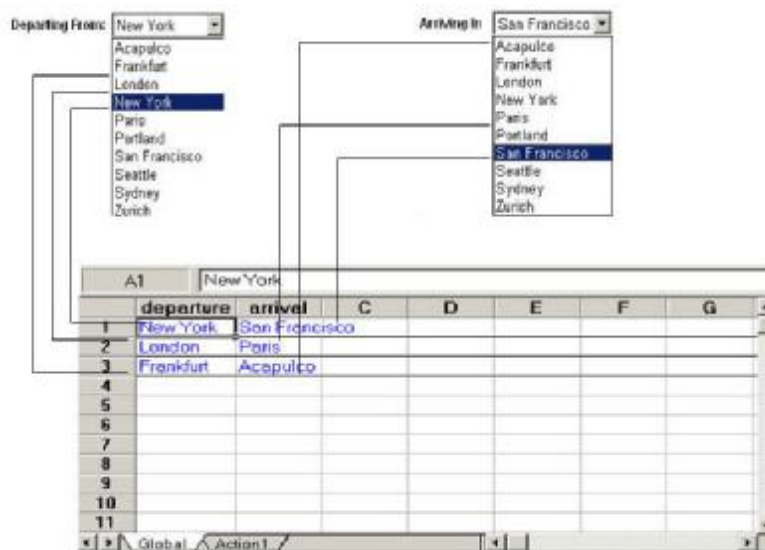 Departing From: New York
Acapulco
Frankfurt
London
New York
Paris
Portland
San Francisco
Seattle
Sydney
Zurich
Arriving In San Francisco
Acapulco
Frankfurt
London
New York
Paris
Portland
San Francisco
Seattle
Sydney
Zurich
A1 New York
departure arrival C D E F G
1 New York San Francisco
2 London Paris
3 Frankfurt Acapulco
4
5
6
7
8
9
10
11
Global Action1